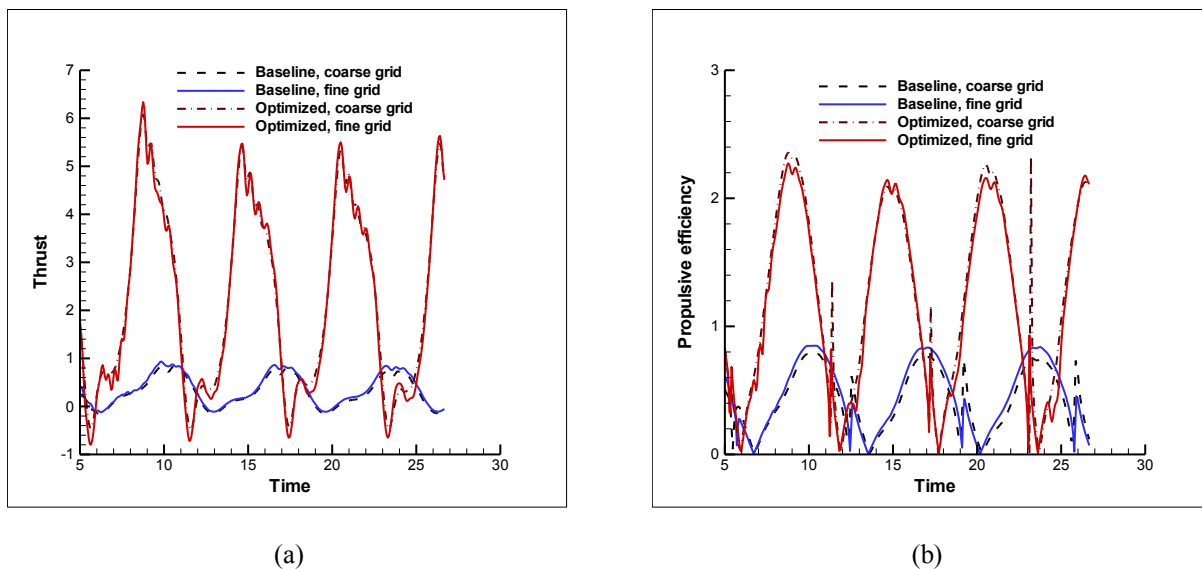 7
6
5
4
3
2
1
0
-1
Thrust
Baseline, coarse grid
Baseline, fine grid
Optimized, coarse grid
Optimized, fine grid
5 10 15 20 25 30
Time
(a)
3
2
1
0
Propulsive efficiency
Baseline, coarse grid
Baseline, fine grid
Optimized, coarse grid
Optimized, fine grid
5 10 15 20 25 30
Time
(b)